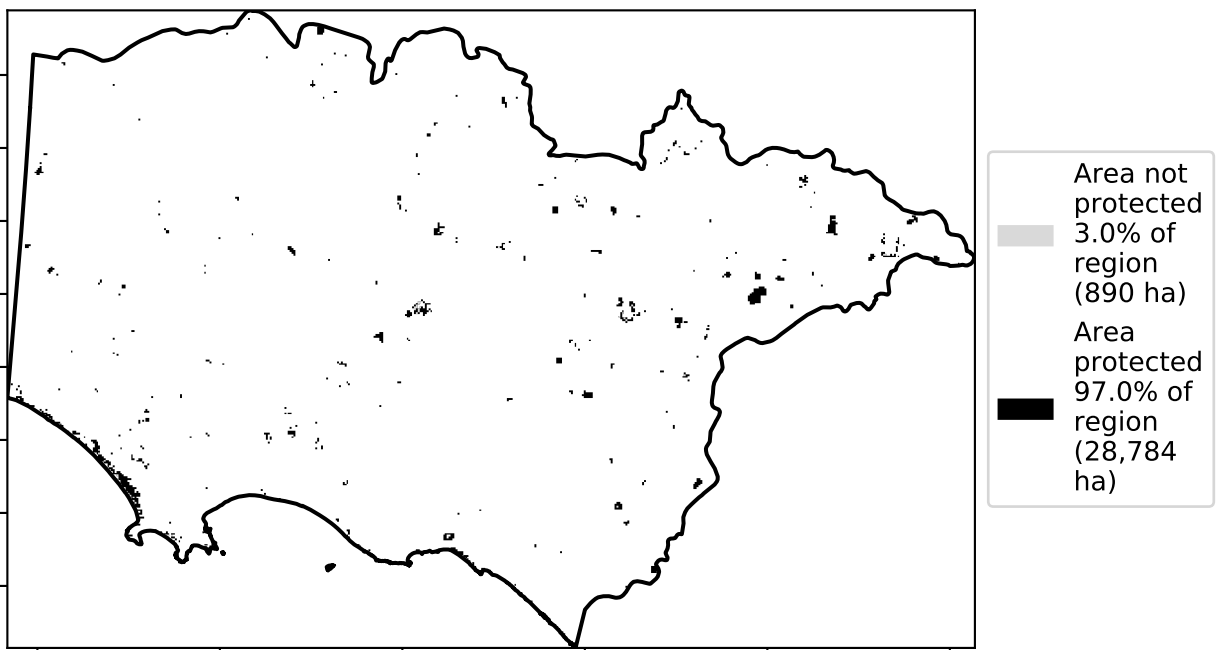 Area not
protected
3.0% of
region
(890 ha)
Area
protected
97.0% of
region
(28,784
ha)